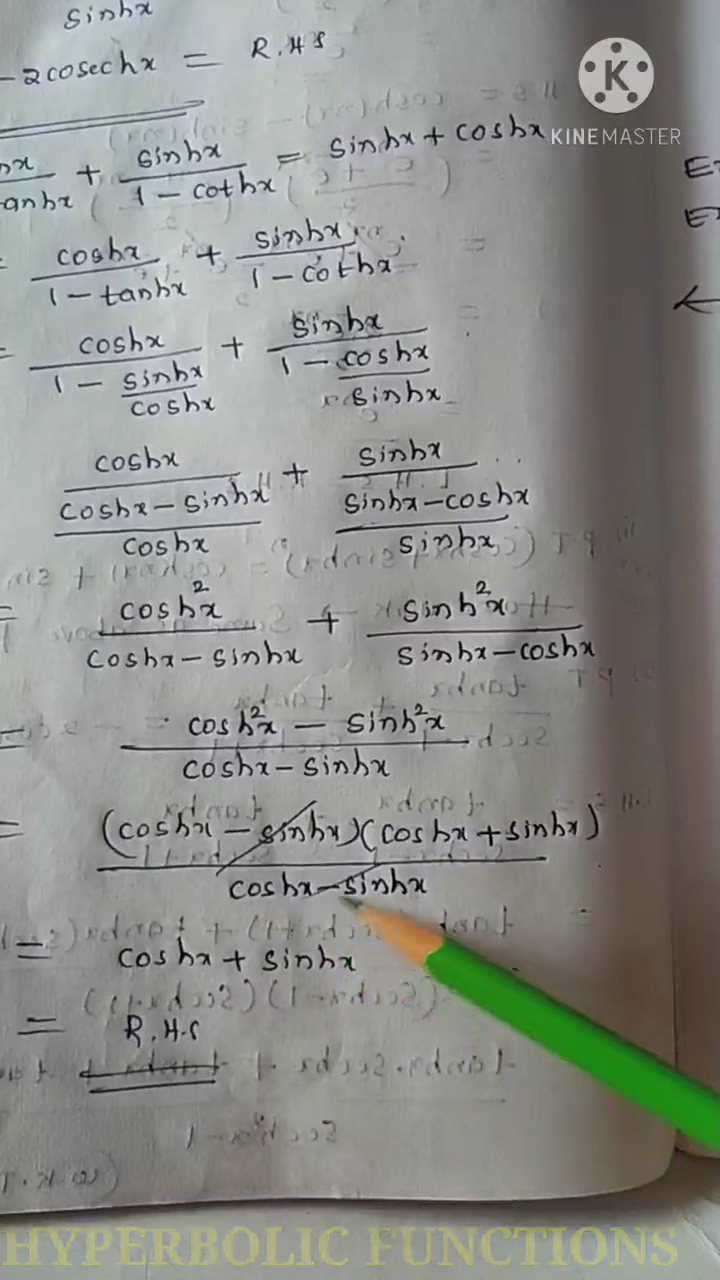 sinhx
-2cosechx = R.H.S
KINEMASTER
+ sinhx / 1 - cothx = sinhx + coshx
= coshx / 1 - tanhx + sinhx / 1 - cothx
= coshx / 1 - sinhx / coshx + sinhx / 1 - coshx / sinhx
coshx / coshx - sinhx / coshx + sinhx / sinhx - coshx / sinhx
= cosh²x / coshx - sinhx + sinh²x / sinhx - coshx
= cosh²x - sinh²x / coshx - sinhx
= (coshx - sinhx)(coshx + sinhx) / coshx - sinhx
= coshx + sinhx
= R.H.S
HYPERBOLIC FUNCTIONS